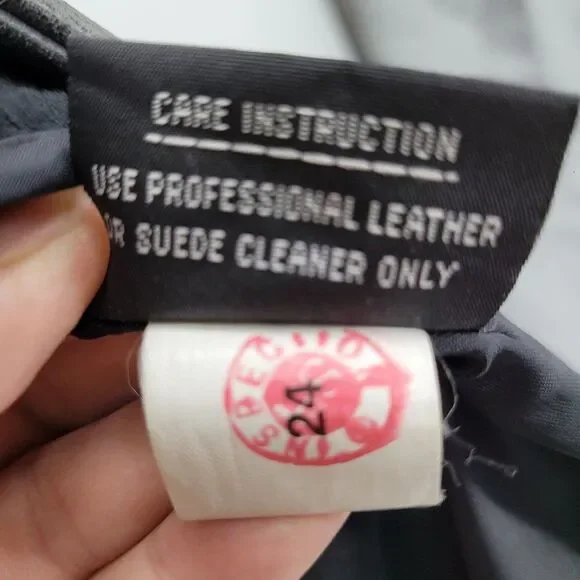 CARE INSTRUCTION
USE PROFESSIONAL LEATHER
OR SUEDE CLEANER ONLY
24